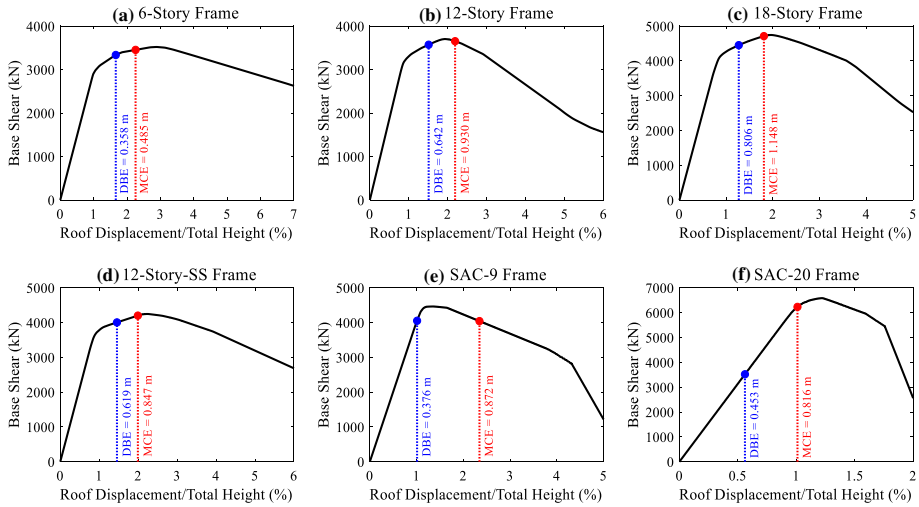 (a) 6-Story Frame
4000
3000
2000
1000
0
Base Shear (kN)
DBE = 0.358 m
MCE = 0.485 m
0 1 2 3 4 5 6 7
Roof Displacement/Total Height (%)
(b) 12-Story Frame
4000
3000
2000
1000
0
Base Shear (kN)
DBE = 0.642 m
MCE = 0.930 m
0 1 2 3 4 5 6
Roof Displacement/Total Height (%)
(c) 18-Story Frame
5000
4000
3000
2000
1000
0
Base Shear (kN)
DBE = 0.806 m
MCE = 1.148 m
0 1 2 3 4 5
Roof Displacement/Total Height (%)
(d) 12-Story-SS Frame
5000
4000
3000
2000
1000
0
Base Shear (kN)
DBE = 0.619 m
MCE = 0.847 m
0 1 2 3 4 5 6
Roof Displacement/Total Height (%)
(e) SAC-9 Frame
5000
4000
3000
2000
1000
0
Base Shear (kN)
DBE = 0.376 m
MCE = 0.872 m
0 1 2 3 4 5
Roof Displacement/Total Height (%)
(f) SAC-20 Frame
7000
6000
5000
4000
3000
2000
1000
0
Base Shear (kN)
DBE = 0.453 m
MCE = 0.816 m
0 0.5 1 1.5 2
Roof Displacement/Total Height (%)